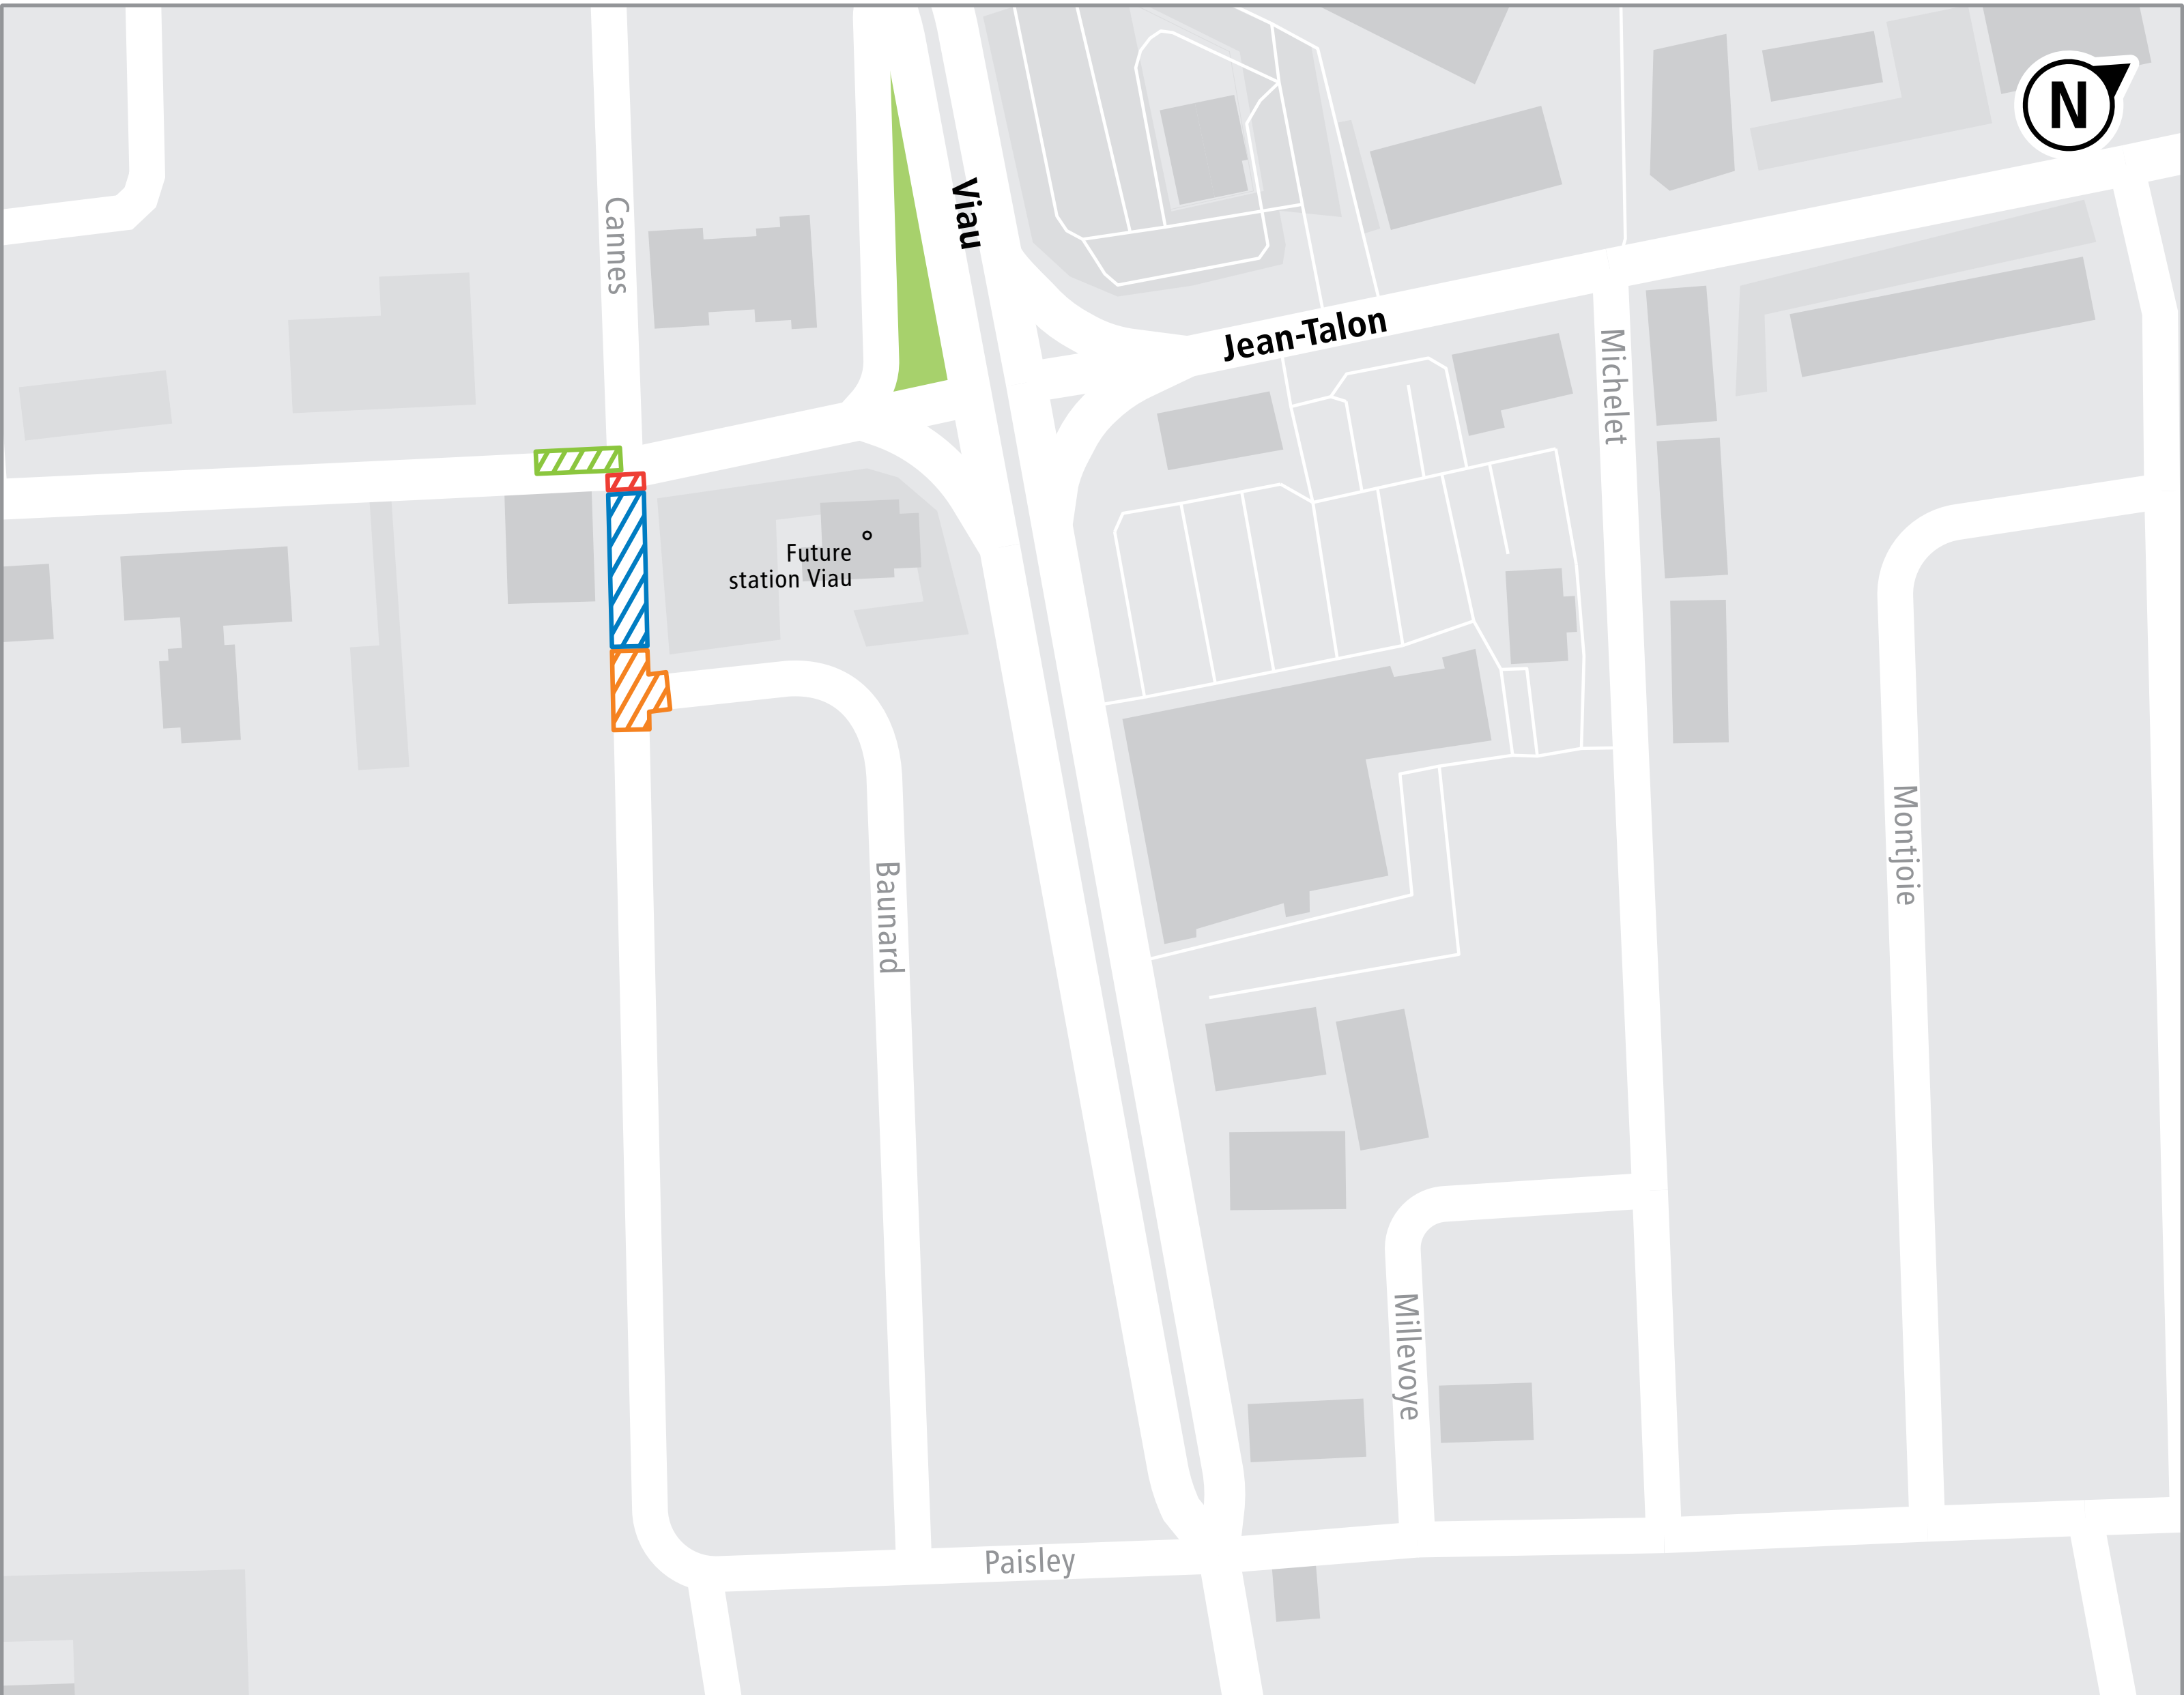 N
Cannes
Viau
Jean-Talon
Michelet
Future
station Viau
Montjoie
Baunard
Millevoye
Paisley